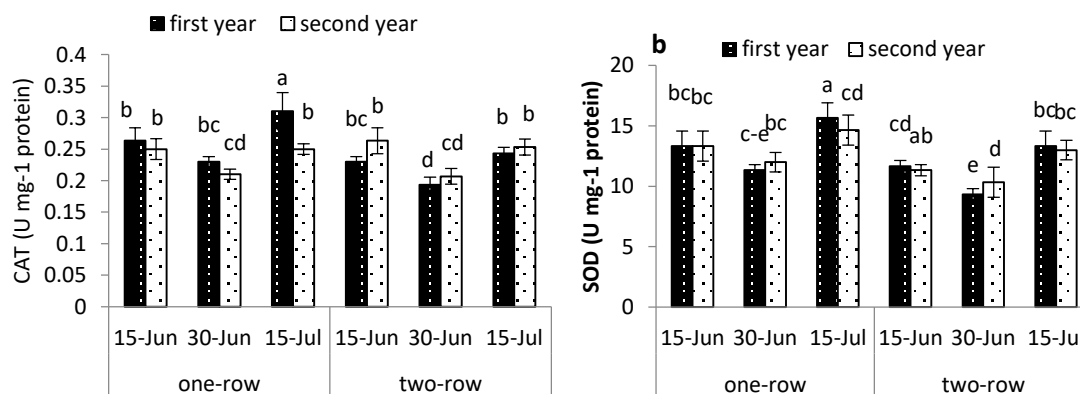 first year second year
CAT (U mg-1 protein)
0.4
0.35
0.3
0.25
0.2
0.15
0.1
0.05
0
b b bc cd a b b b d cd b b
15-Jun 30-Jun 15-Jul 15-Jun 30-Jun 15-Jul
one-row two-row
b
first year second year
SOD (U mg-1 protein)
20
15
10
5
0
bc bc c-e bc a cd cd ab e d bc bc
15-Jun 30-Jun 15-Jul 15-Jun 30-Jun 15-Ju
one-row two-row